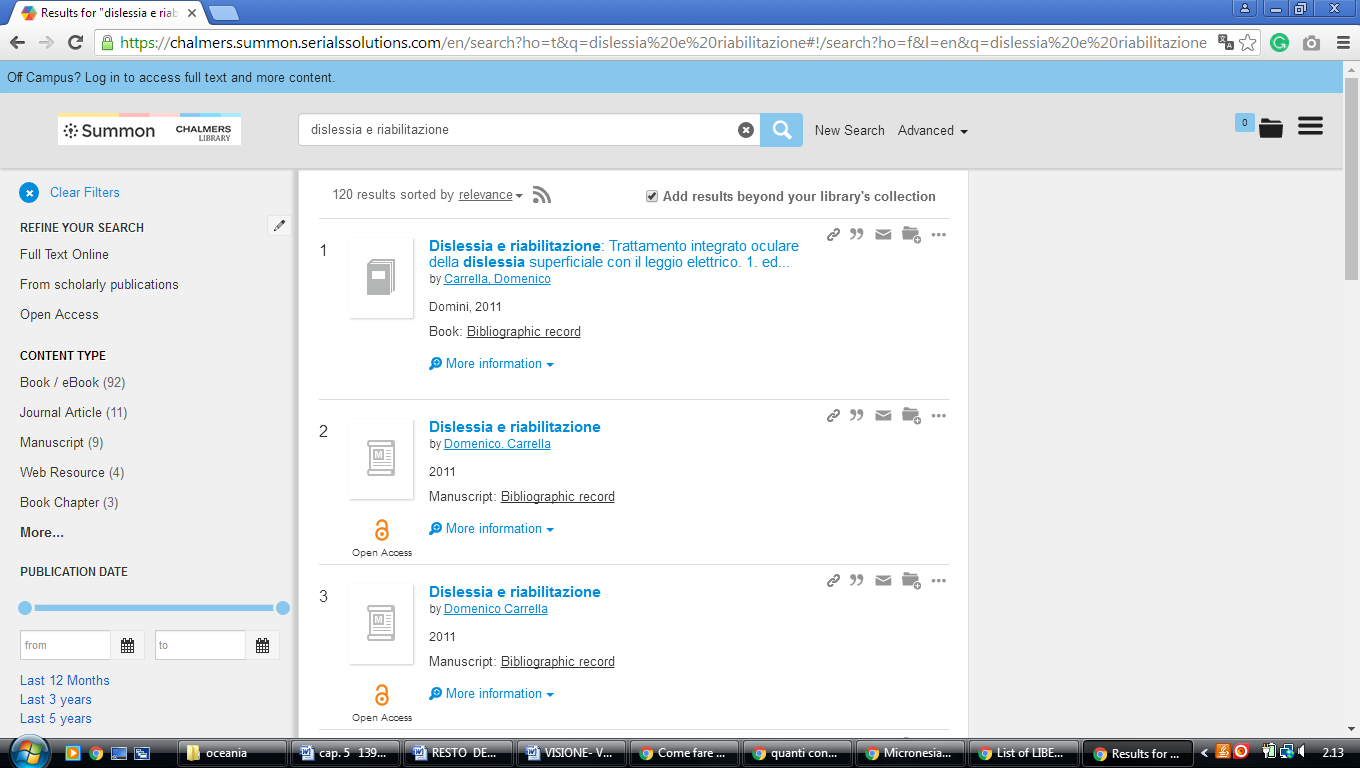 Results for "dislessia e riab
https://chalmers.summon.serialssolutions.com/en/search?ho=t&q=dislessia%20e%20riabilitazione#!/search?ho=f&l=en&q=dislessia%20e%20riabilitazione
Off Campus? Log in to access full text and more content.
Summon CHALMERS LIBRARY
dislessia e riabilitazione
New Search Advanced
0
Clear Filters
REFINE YOUR SEARCH
Full Text Online
From scholarly publications
Open Access
CONTENT TYPE
Book / eBook (92)
Journal Article (11)
Manuscript (9)
Web Resource (4)
Book Chapter (3)
More...
PUBLICATION DATE
from to
Last 12 Months
Last 3 years
Last 5 years
120 results sorted by relevance
Add results beyond your library's collection
1
Dislessia e riabilitazione: Trattamento integrato oculare
della dislessia superficiale con il leggio elettrico. 1. ed...
by Carrella, Domenico
Domini, 2011
Book: Bibliographic record
More information
2
Dislessia e riabilitazione
by Domenico. Carrella
2011
Manuscript: Bibliographic record
More information
Open Access
3
Dislessia e riabilitazione
by Domenico Carrella
2011
Manuscript: Bibliographic record
More information
Open Access
oceania
cap. 5 139...
RESTO DE...
VISIONE- V...
Come fare ...
quanti con...
Micronesia...
List of LIBE...
Results for ...
2.13